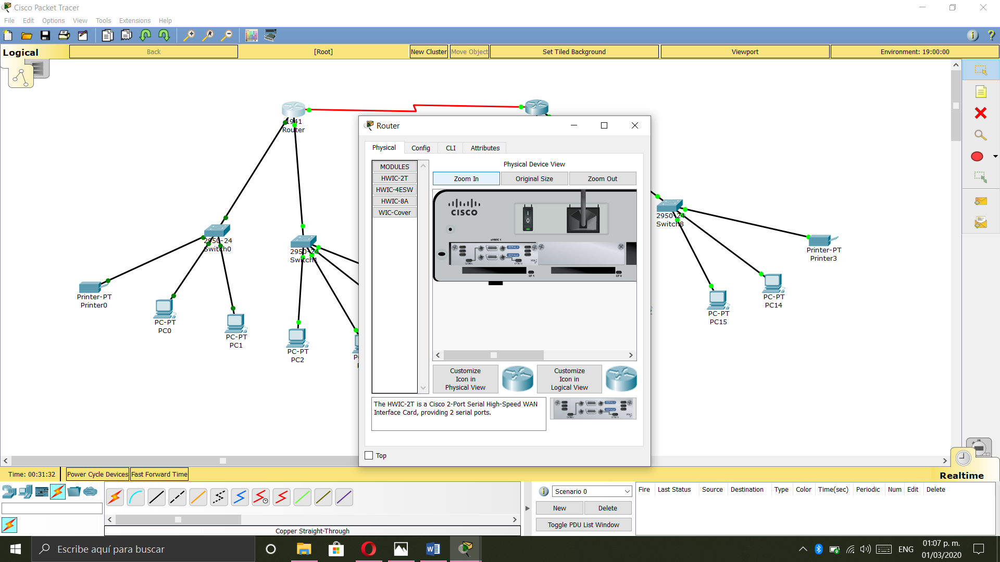 Cisco Packet Tracer
File Edit Options View Tools Extensions Help
Logical
Back
[Root]
New Cluster
Move Object
Set Tiled Background
Viewport
Environment: 19:00:00
1941
Router
2950-24
Switch0
2950-24
Switch1
Printer-PT
Printer0
PC-PT
PC0
PC-PT
PC1
PC-PT
PC2
2950-24
Switch8
Printer-PT
Printer3
PC-PT
PC14
PC-PT
PC15
Router
Physical Config CLI Attributes
MODULES
HWIC-2T
HWIC-4ESW
HWIC-8A
WIC-Cover
Physical Device View
Zoom In
Original Size
Zoom Out
CISCO
eHWIC 1
CF 1
CF 0
Customize
Icon in
Physical View
Customize
Icon in
Logical View
The HWIC-2T is a Cisco 2-Port Serial High-Speed WAN
Interface Card, providing 2 serial ports.
Top
Time: 00:31:32
Power Cycle Devices
Fast Forward Time
Realtime
Scenario 0
New
Delete
Toggle PDU List Window
Fire Last Status Source Destination Type Color Time(sec) Periodic Num Edit Delete
Copper Straight-Through
Escribe aquí para buscar
ENG
01:07 p. m.
01/03/2020